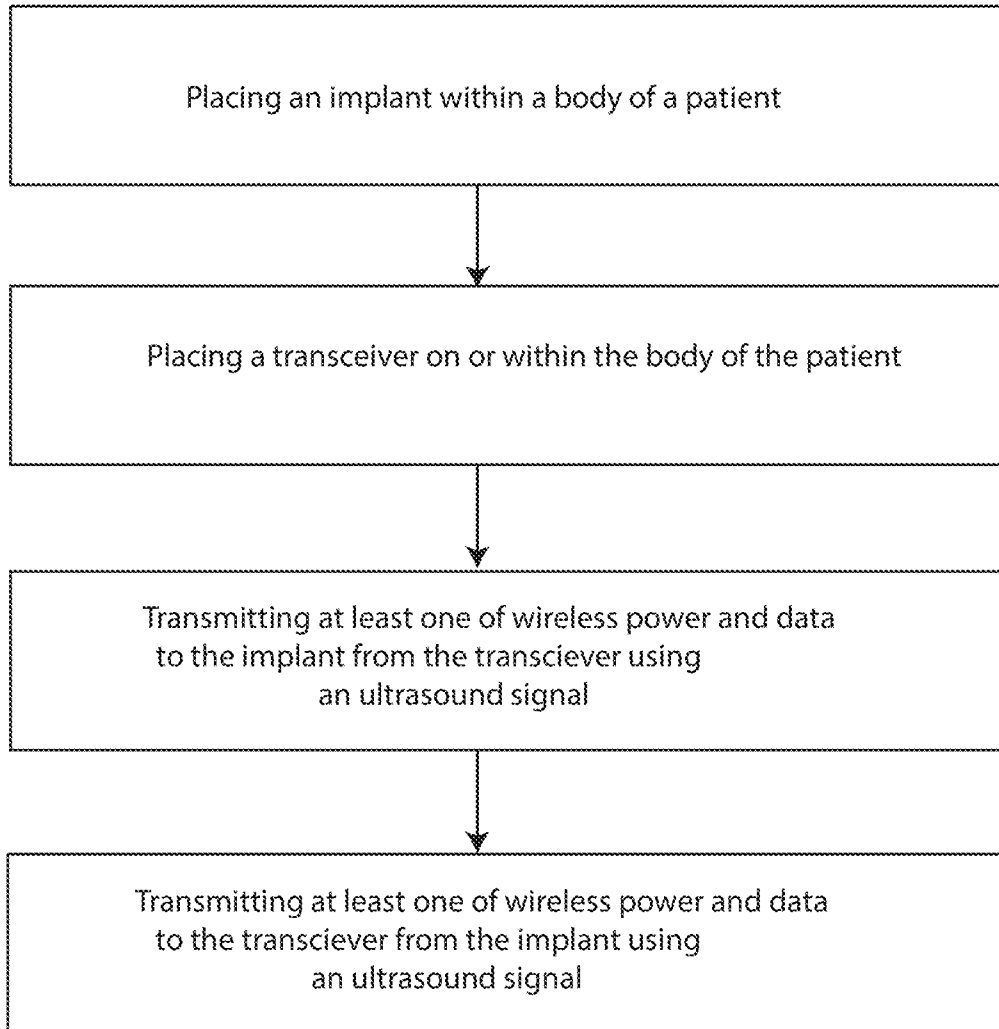 Placing an implant within a body of a patient
Placing a transceiver on or within the body of the patient
Transmitting at least one of wireless power and data
to the implant from the transciever using
an ultrasound signal
Transmitting at least one of wireless power and data
to the transciever from the implant using
an ultrasound signal